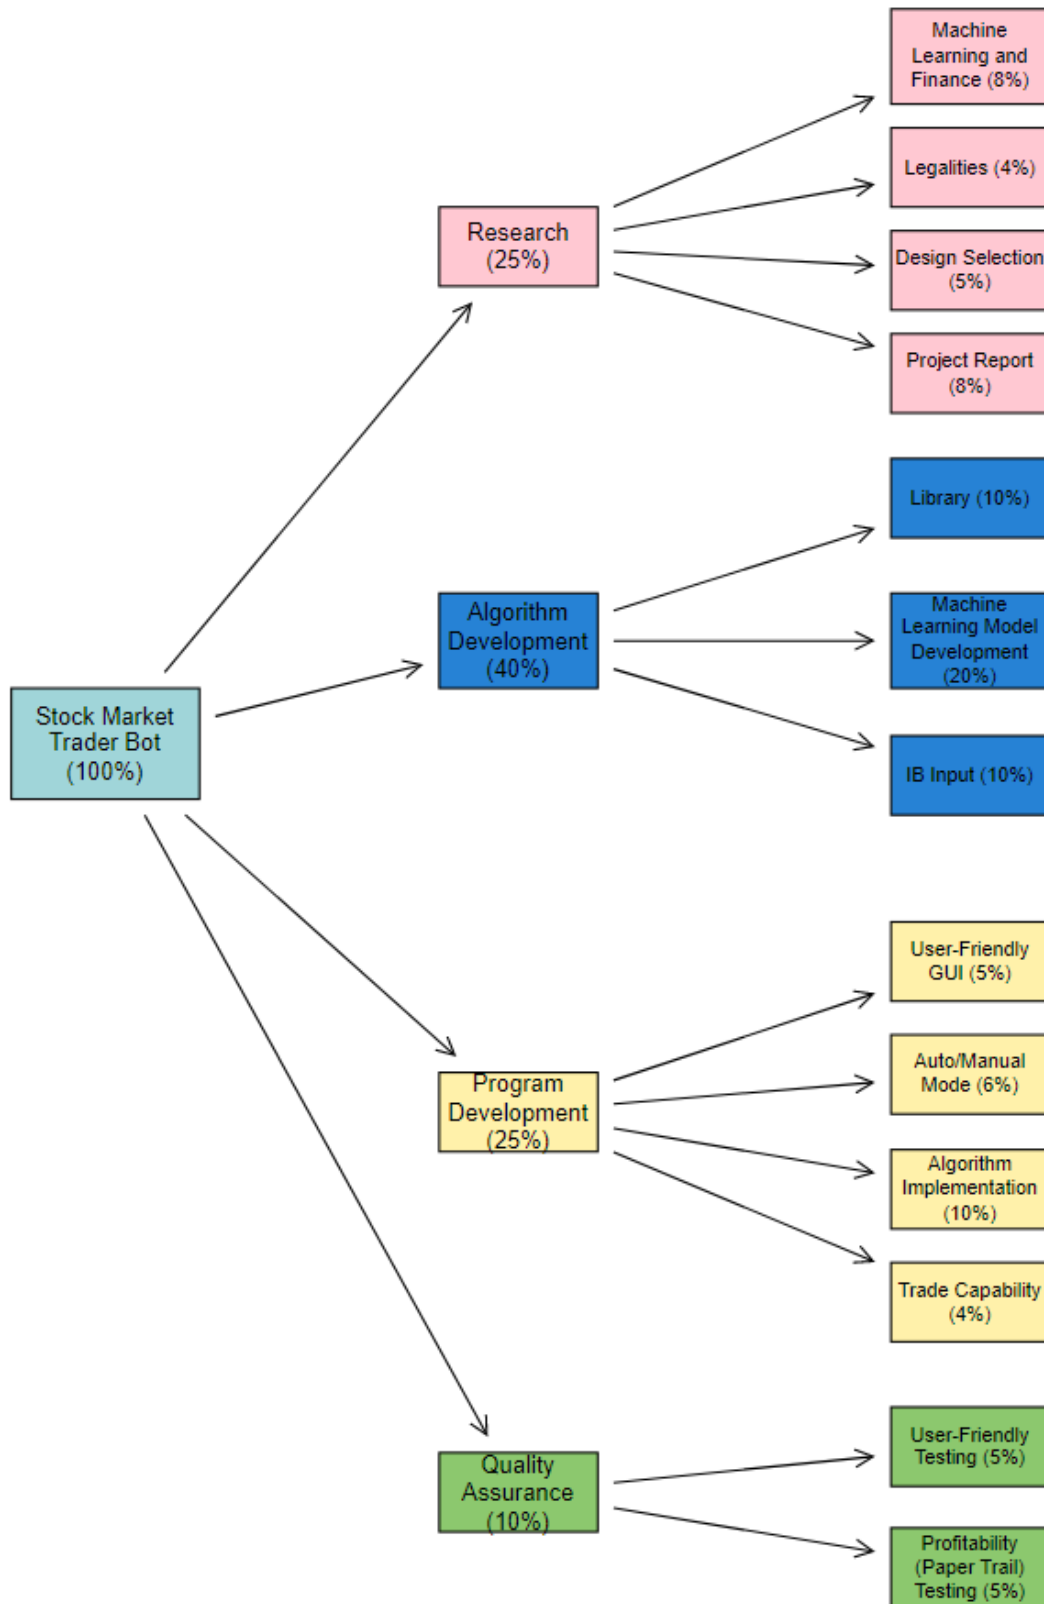 Stock Market
Trader Bot
(100%)
Research
(25%)
Machine
Learning and
Finance (8%)
Legalities (4%)
Design Selection
(5%)
Project Report
(8%)
Algorithm
Development
(40%)
Library (10%)
Machine
Learning Model
Development
(20%)
IB Input (10%)
Program
Development
(25%)
User-Friendly
GUI (5%)
Auto/Manual
Mode (6%)
Algorithm
Implementation
(10%)
Trade Capability
(4%)
Quality
Assurance
(10%)
User-Friendly
Testing (5%)
Profitability
(Paper Trail)
Testing (5%)